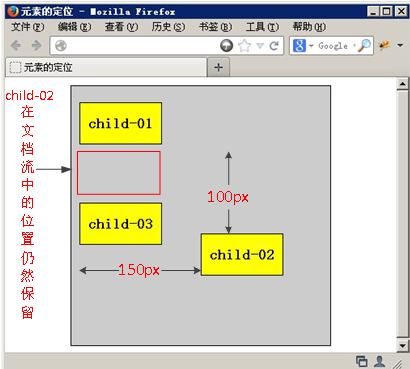 元素的定位 - Mozilla Firefox
文件(F) 编辑(E) 查看(V) 历史(S) 书签(B) 工具(T) 帮助(H)
Google
元素的定位
child-02
在文档流中的位置仍然保留
child-01
100px
child-03
child-02
150px